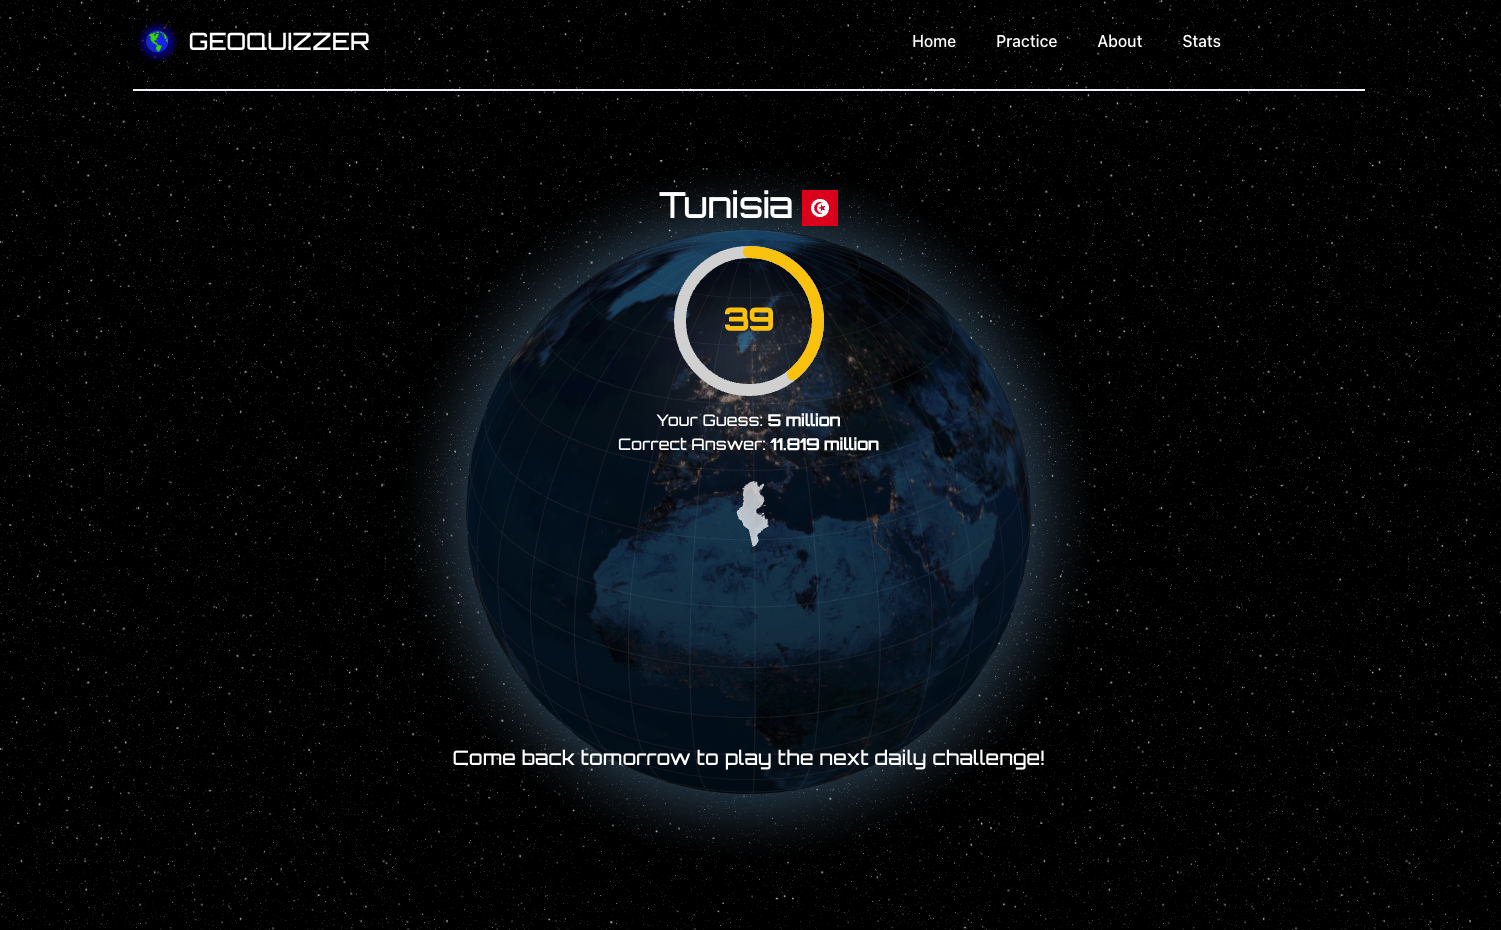 GEOQUIZZER
Home Practice About Stats
Tunisia
39
Your Guess: 5 million
Correct Answer: 11.819 million
Come back tomorrow to play the next daily challenge!